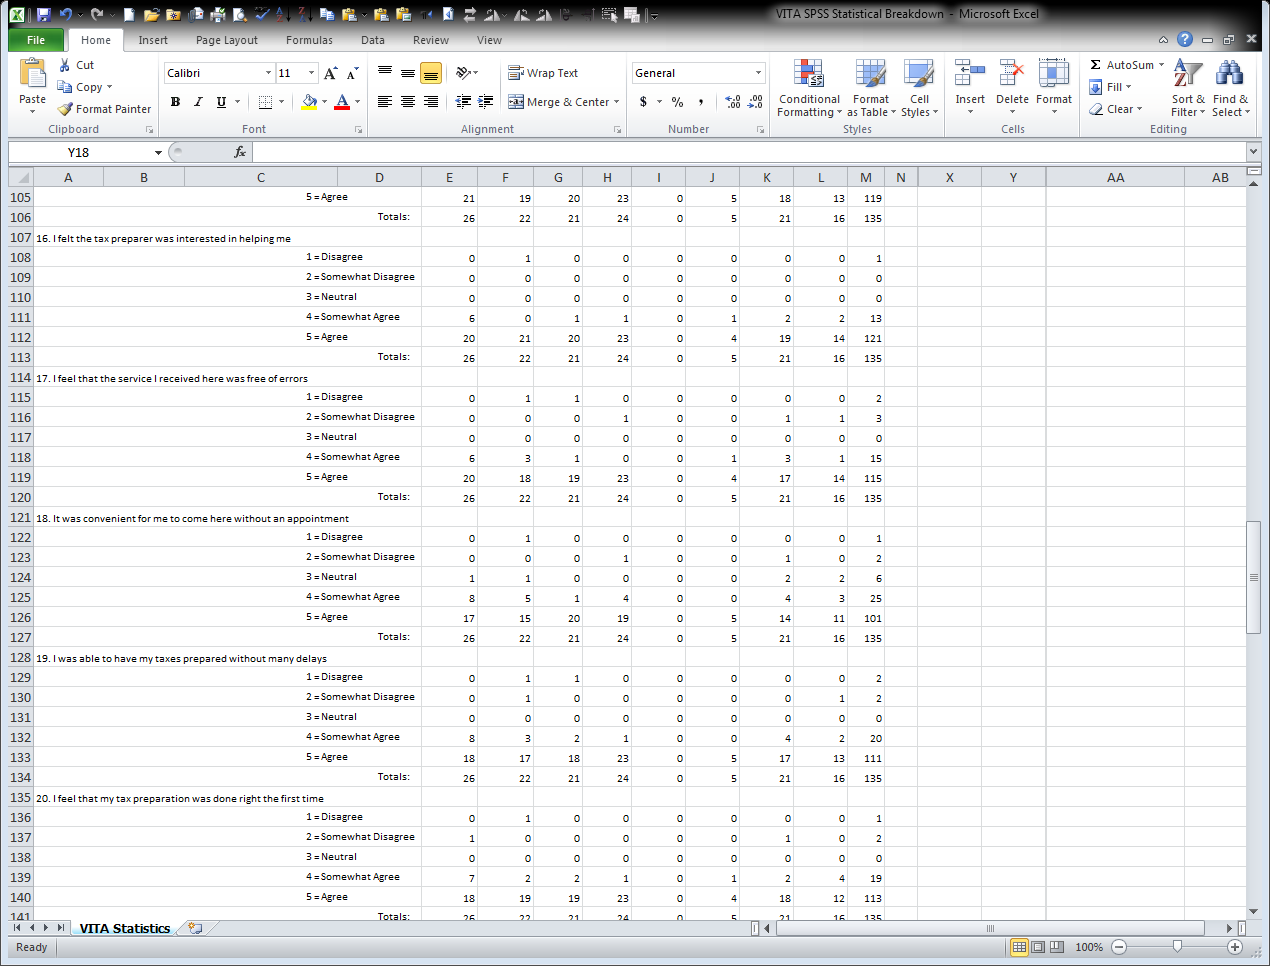 VITA SPSS Statistical Breakdown - Microsoft Excel
File Home Insert Page Layout Formulas Data Review View
Paste Cut Copy Format Painter Clipboard
Calibri 11 B I U A A A Font
Wrap Text Merge & Center Alignment
General $ % , .00 .00 Number
Conditional Formatting Format as Table Cell Styles Styles
Insert Delete Format Cells
Σ AutoSum Fill Clear Sort & Filter Find & Select Editing
Y18 fx
A B C D E F G H I J K L M N X Y AA AB
105 5 = Agree 21 19 20 23 0 5 18 13 119
106 Totals: 26 22 21 24 0 5 21 16 135
107 16. I felt the tax preparer was interested in helping me
108 1 = Disagree 0 1 0 0 0 0 0 0 1
109 2 = Somewhat Disagree 0 0 0 0 0 0 0 0 0
110 3 = Neutral 0 0 0 0 0 0 0 0 0
111 4 = Somewhat Agree 6 0 1 1 0 1 2 2 13
112 5 = Agree 20 21 20 23 0 4 19 14 121
113 Totals: 26 22 21 24 0 5 21 16 135
114 17. I feel that the service I received here was free of errors
115 1 = Disagree 0 1 1 0 0 0 0 0 2
116 2 = Somewhat Disagree 0 0 0 1 0 0 1 1 3
117 3 = Neutral 0 0 0 0 0 0 0 0 0
118 4 = Somewhat Agree 6 3 1 0 0 1 3 1 15
119 5 = Agree 20 18 19 23 0 4 17 14 115
120 Totals: 26 22 21 24 0 5 21 16 135
121 18. It was convenient for me to come here without an appointment
122 1 = Disagree 0 1 0 0 0 0 0 0 1
123 2 = Somewhat Disagree 0 0 0 1 0 0 1 0 2
124 3 = Neutral 1 1 0 0 0 0 2 2 6
125 4 = Somewhat Agree 8 5 1 4 0 0 4 3 25
126 5 = Agree 17 15 20 19 0 5 14 11 101
127 Totals: 26 22 21 24 0 5 21 16 135
128 19. I was able to have my taxes prepared without many delays
129 1 = Disagree 0 1 1 0 0 0 0 0 2
130 2 = Somewhat Disagree 0 1 0 0 0 0 0 1 2
131 3 = Neutral 0 0 0 0 0 0 0 0 0
132 4 = Somewhat Agree 8 3 2 1 0 0 4 2 20
133 5 = Agree 18 17 18 23 0 5 17 13 111
134 Totals: 26 22 21 24 0 5 21 16 135
135 20. I feel that my tax preparation was done right the first time
136 1 = Disagree 0 1 0 0 0 0 0 0 1
137 2 = Somewhat Disagree 1 0 0 0 0 0 1 0 2
138 3 = Neutral 0 0 0 0 0 0 0 0 0
139 4 = Somewhat Agree 7 2 2 1 0 1 2 4 19
140 5 = Agree 18 19 19 23 0 4 18 12 113
141 Totals: 26 22 21 24 0 5 21 16 135
VITA Statistics
Ready 100%